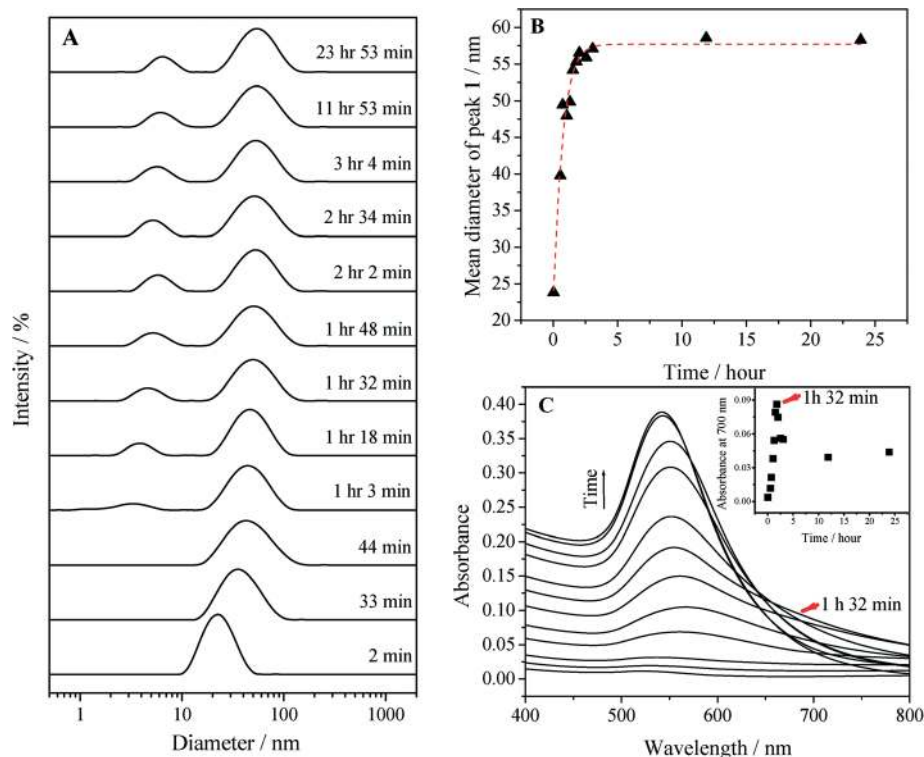 A
23 hr 53 min
11 hr 53 min
3 hr 4 min
2 hr 34 min
2 hr 2 min
1 hr 48 min
1 hr 32 min
1 hr 18 min
1 hr 3 min
44 min
33 min
2 min
Intensity / %
1 10 100 1000
Diameter / nm
B
60
55
50
45
40
35
30
25
20
Mean diameter of peak 1 / nm
0 5 10 15 20 25
Time / hour
C
0.40
0.35
0.30
0.25
0.20
0.15
0.10
0.05
0.00
Absorbance
Time
1 h 32 min
400 500 600 700 800
Wavelength / nm
1h 32 min
0.09
0.06
0.03
0.00
Absorbance at 700 nm
0 5 10 15 20 25
Time / hour